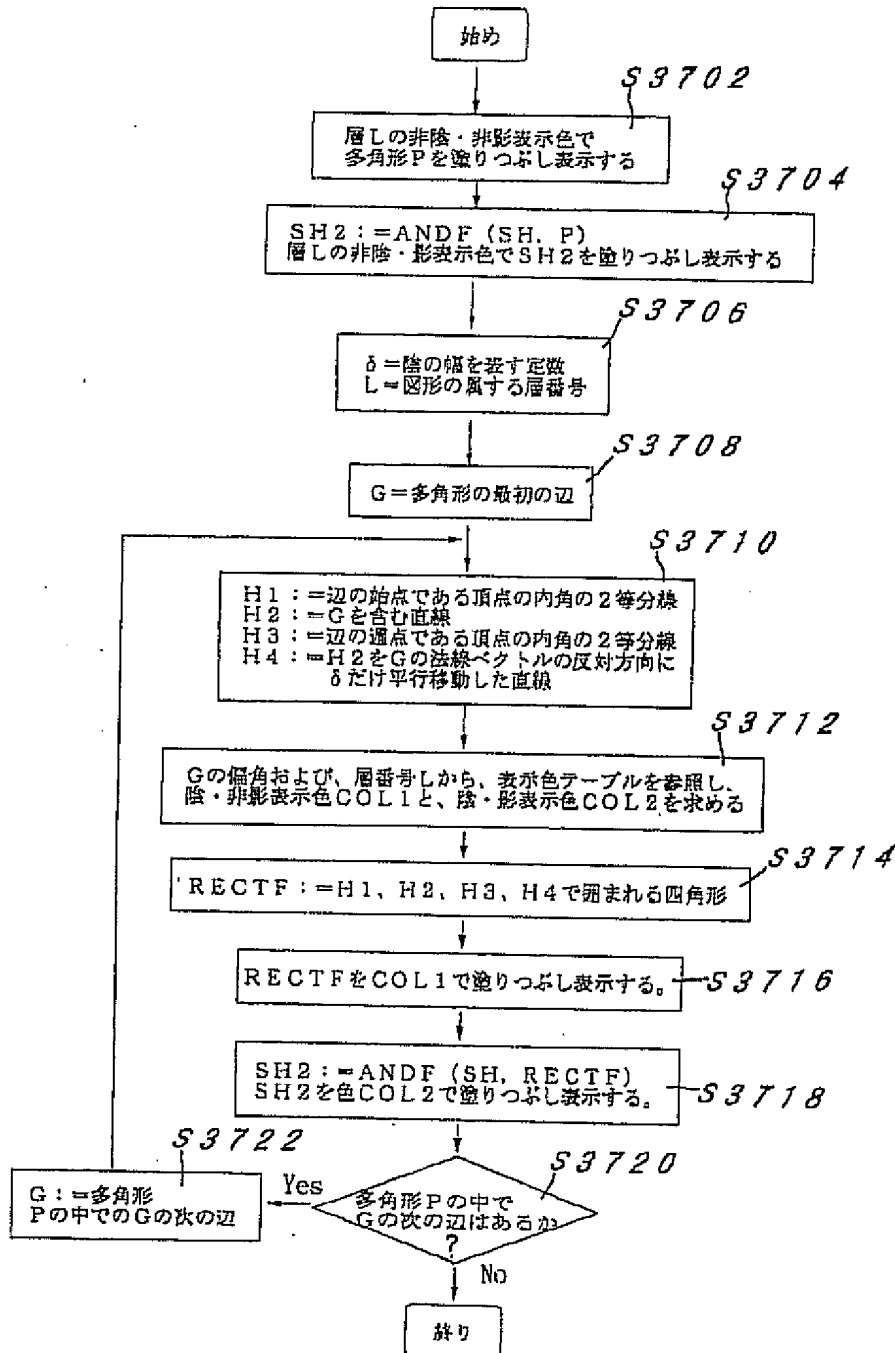 始め
S3702
層Lの非陰・非影表示色で
多角形Pを塗りつぶし表示する
S3704
SH2:=ANDF(SH, P)
層Lの非陰・影表示色でSH2を塗りつぶし表示する
S3706
δ=陰の幅を表す定数
L=図形の属する層番号
S3708
G=多角形の最初の辺
S3710
H1:=辺の始点である頂点の内角の2等分線
H2:=Gを含む直線
H3:=辺の週点である頂点の内角の2等分線
H4:=H2をGの法線ベクトルの反対方向に
δだけ平行移動した直線
S3712
Gの偏角および、層番号Lから、表示色テーブルを参照し、
陰・非影表示色COL1と、陰・影表示色COL2を求める
S3714
RECTF:=H1、H2、H3、H4で囲まれる四角形
RECTFをCOL1で塗りつぶし表示する。
S3716
SH2:=ANDF(SH, RECTF)
SH2を色COL2で塗りつぶし表示する。
S3718
S3720
多角形Pの中で
Gの次の辺はあるか
?
Yes
S3722
G:=多角形
Pの中でのGの次の辺
No
終り